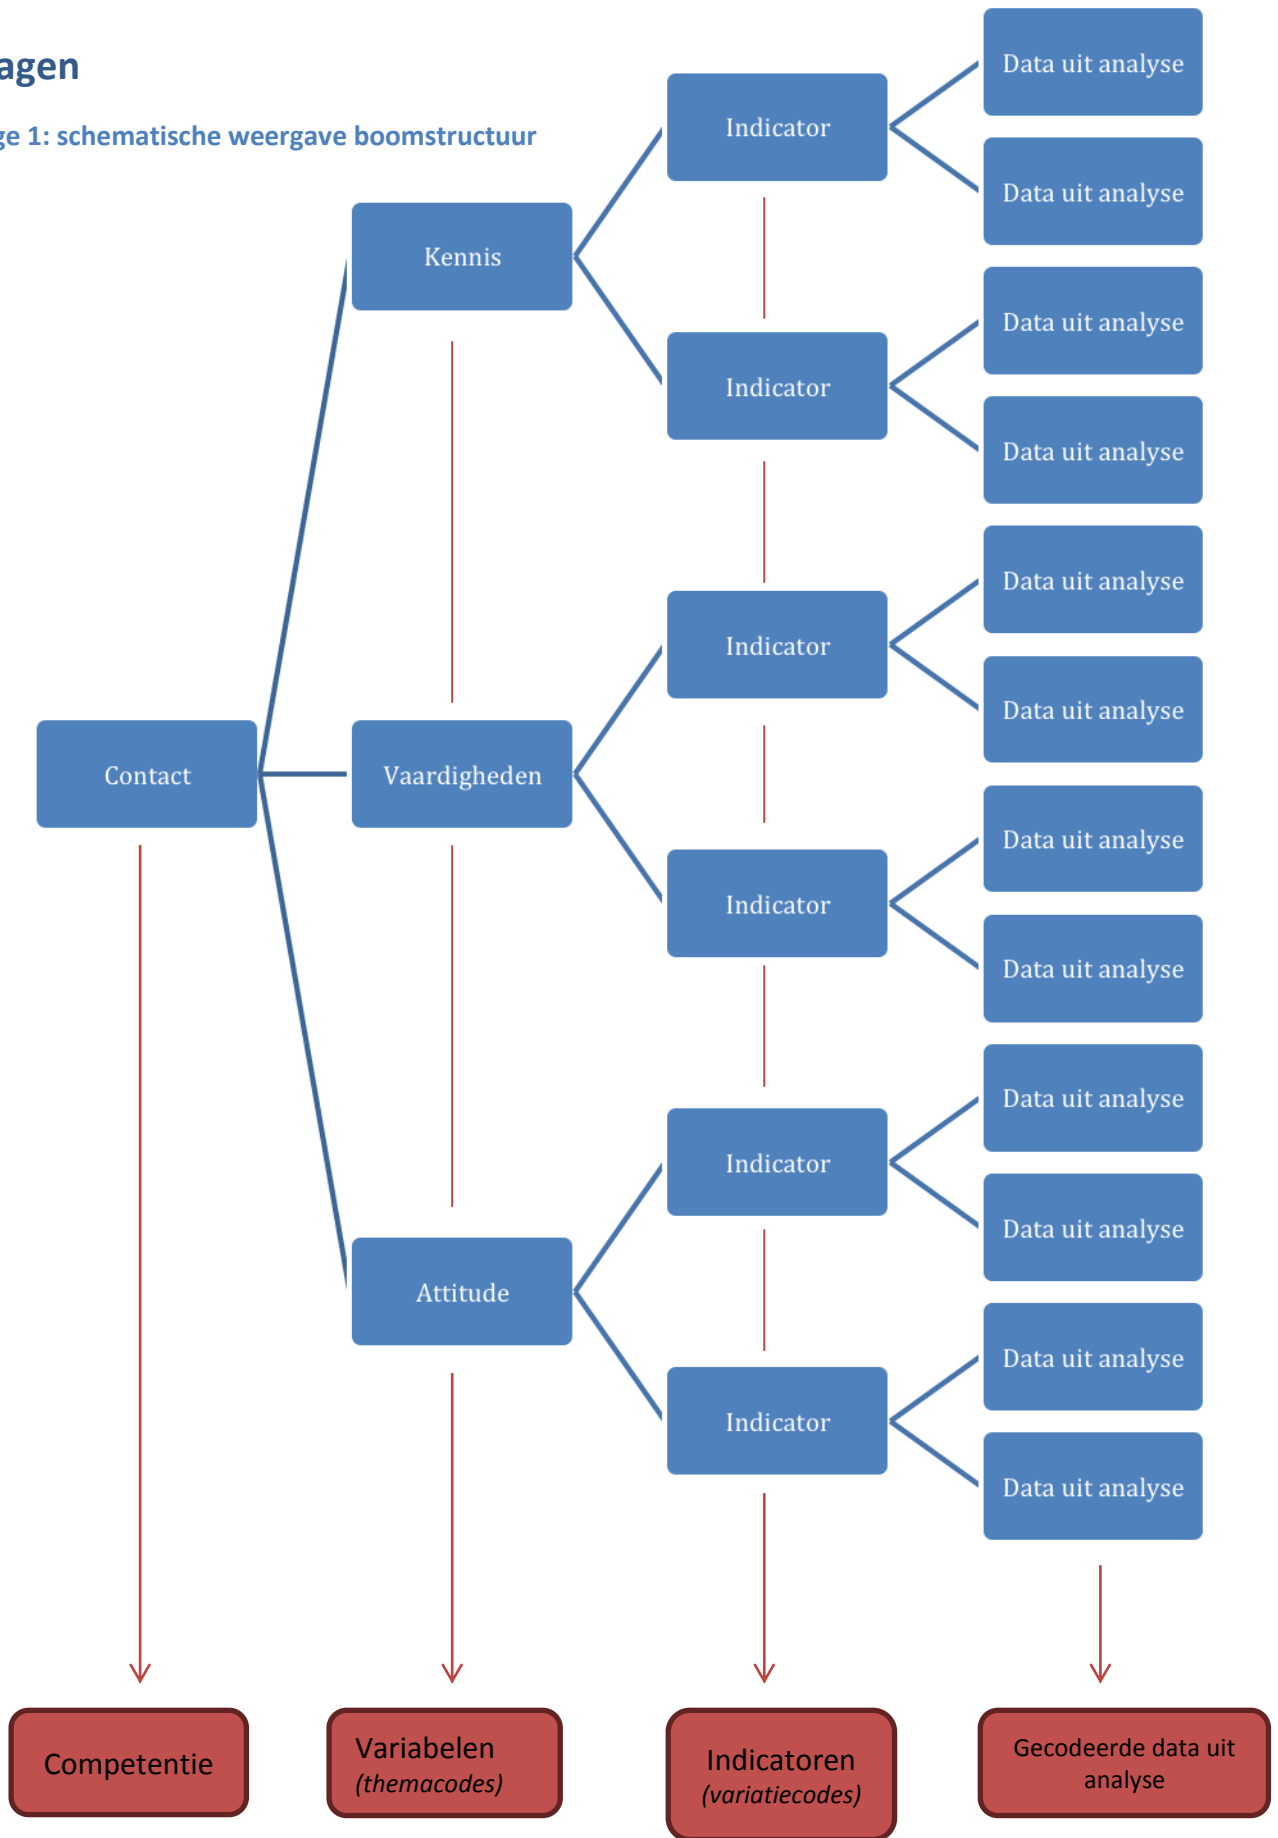 agen
ge 1: schematische weergave boomstructuur
Data uit analyse
Indicator
Data uit analyse
Kennis
Data uit analyse
Indicator
Data uit analyse
Data uit analyse
Indicator
Data uit analyse
Contact
Vaardigheden
Data uit analyse
Indicator
Data uit analyse
Data uit analyse
Indicator
Data uit analyse
Attitude
Data uit analyse
Indicator
Data uit analyse
Competentie
Variabelen
(themacodes)
Indicatoren
(variatiecodes)
Gecodeerde data uit
analyse